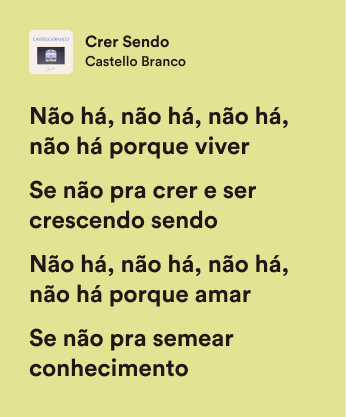 CASTELLO BRANCO
Crer Sendo
Castello Branco
Não há, não há, não há,
não há porque viver
Se não pra crer e ser
crescendo sendo
Não há, não há, não há,
não há porque amar
Se não pra semear
conhecimento